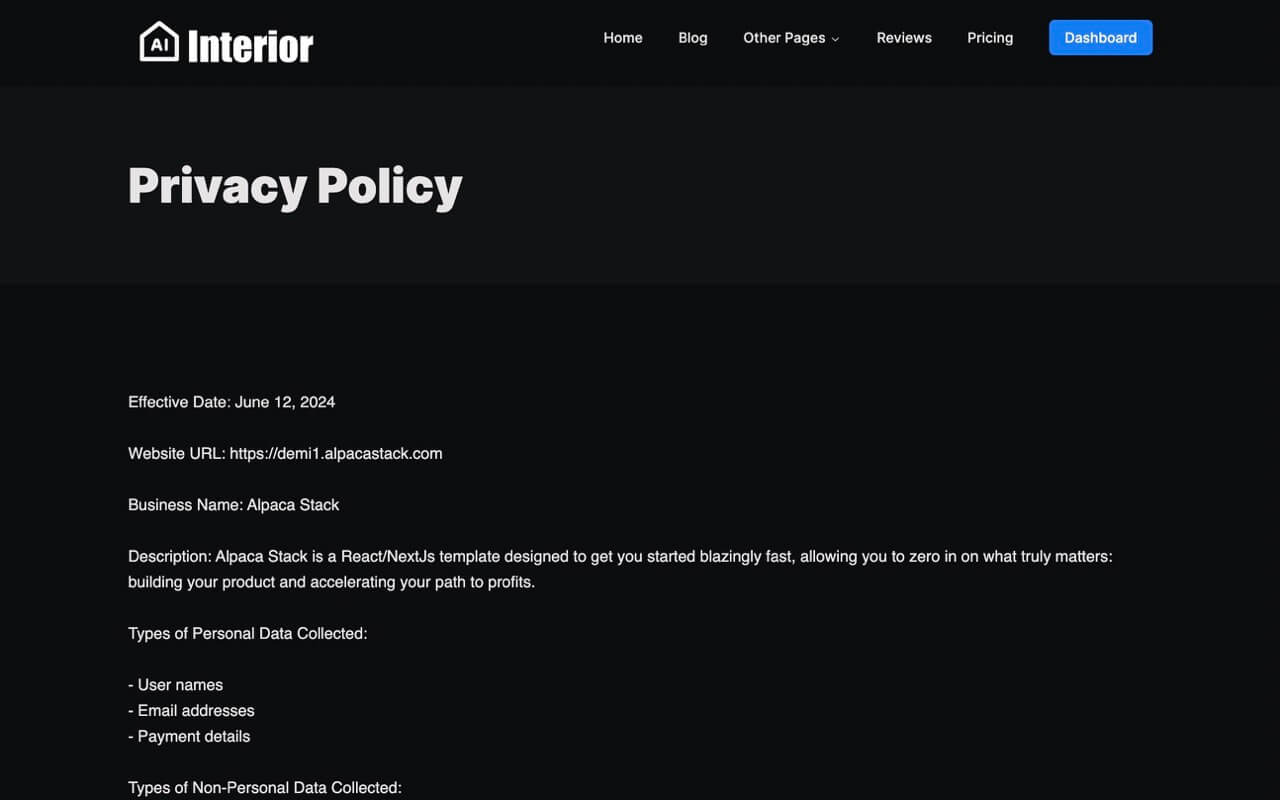 AI Interior
Home Blog Other Pages Reviews Pricing Dashboard
Privacy Policy
Effective Date: June 12, 2024
Website URL: https://demi1.alpacastack.com
Business Name: Alpaca Stack
Description: Alpaca Stack is a React/NextJs template designed to get you started blazingly fast, allowing you to zero in on what truly matters:
building your product and accelerating your path to profits.
Types of Personal Data Collected:
- User names
- Email addresses
- Payment details
Types of Non-Personal Data Collected: